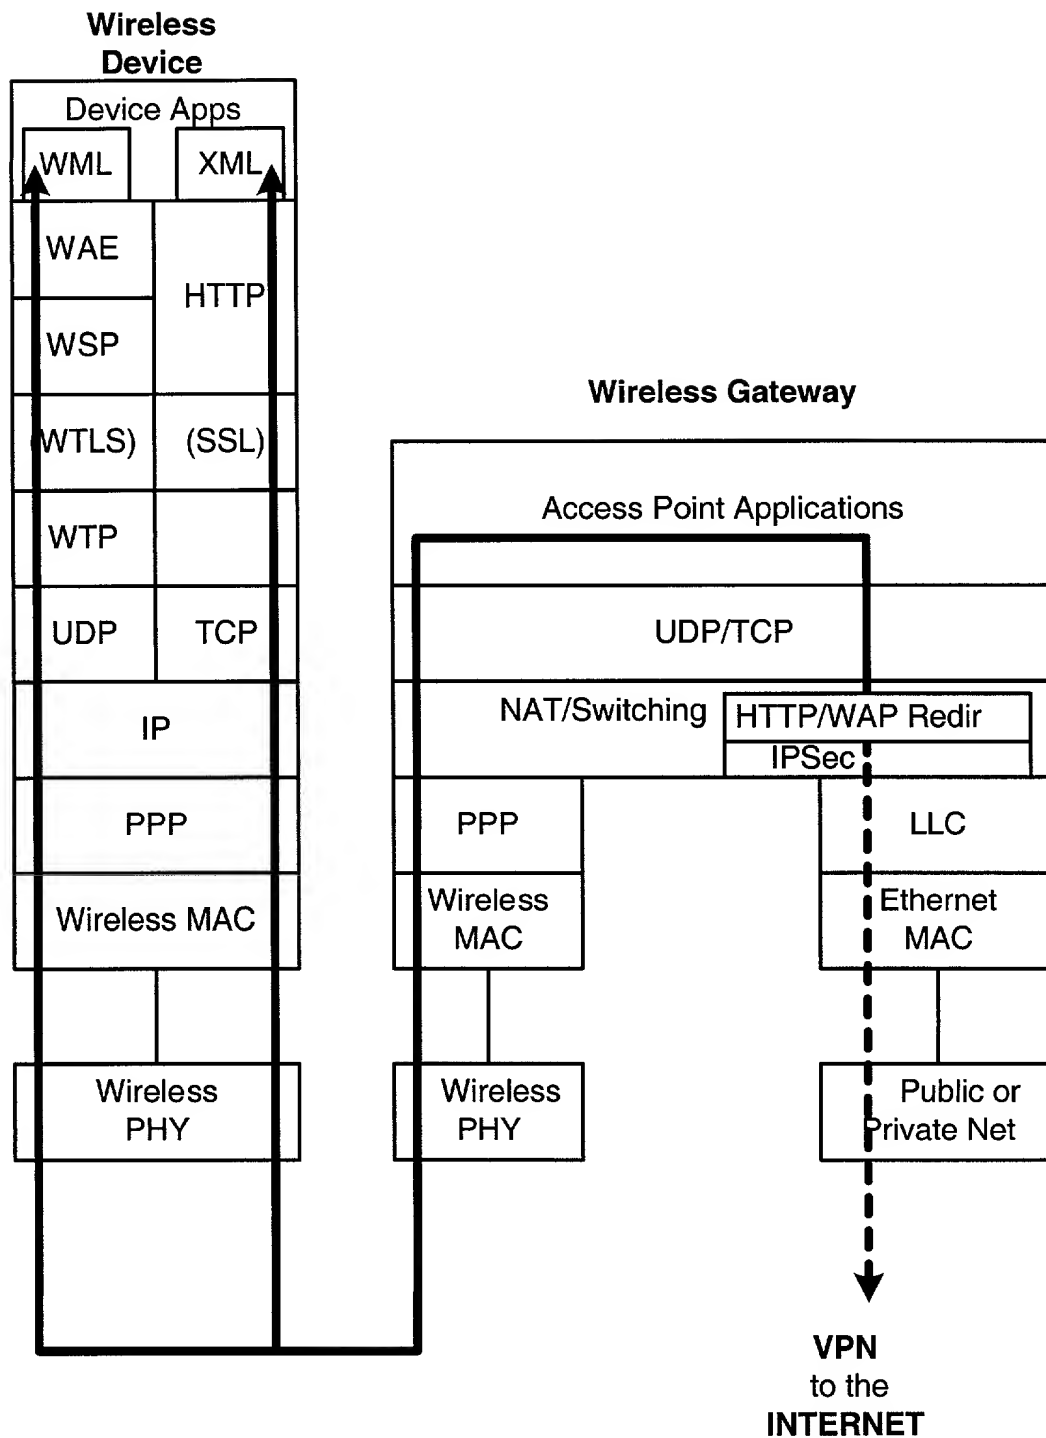 Wireless
Device
Device Apps
WML
XML
WAE
HTTP
WSP
(WTLS)
(SSL)
WTP
UDP
TCP
IP
PPP
Wireless MAC
Wireless
PHY
Wireless Gateway
Access Point Applications
UDP/TCP
NAT/Switching
HTTP/WAP Redir
IPSec
PPP
LLC
Wireless
MAC
Ethernet
MAC
Wireless
PHY
Public or
Private Net
VPN
to the
INTERNET